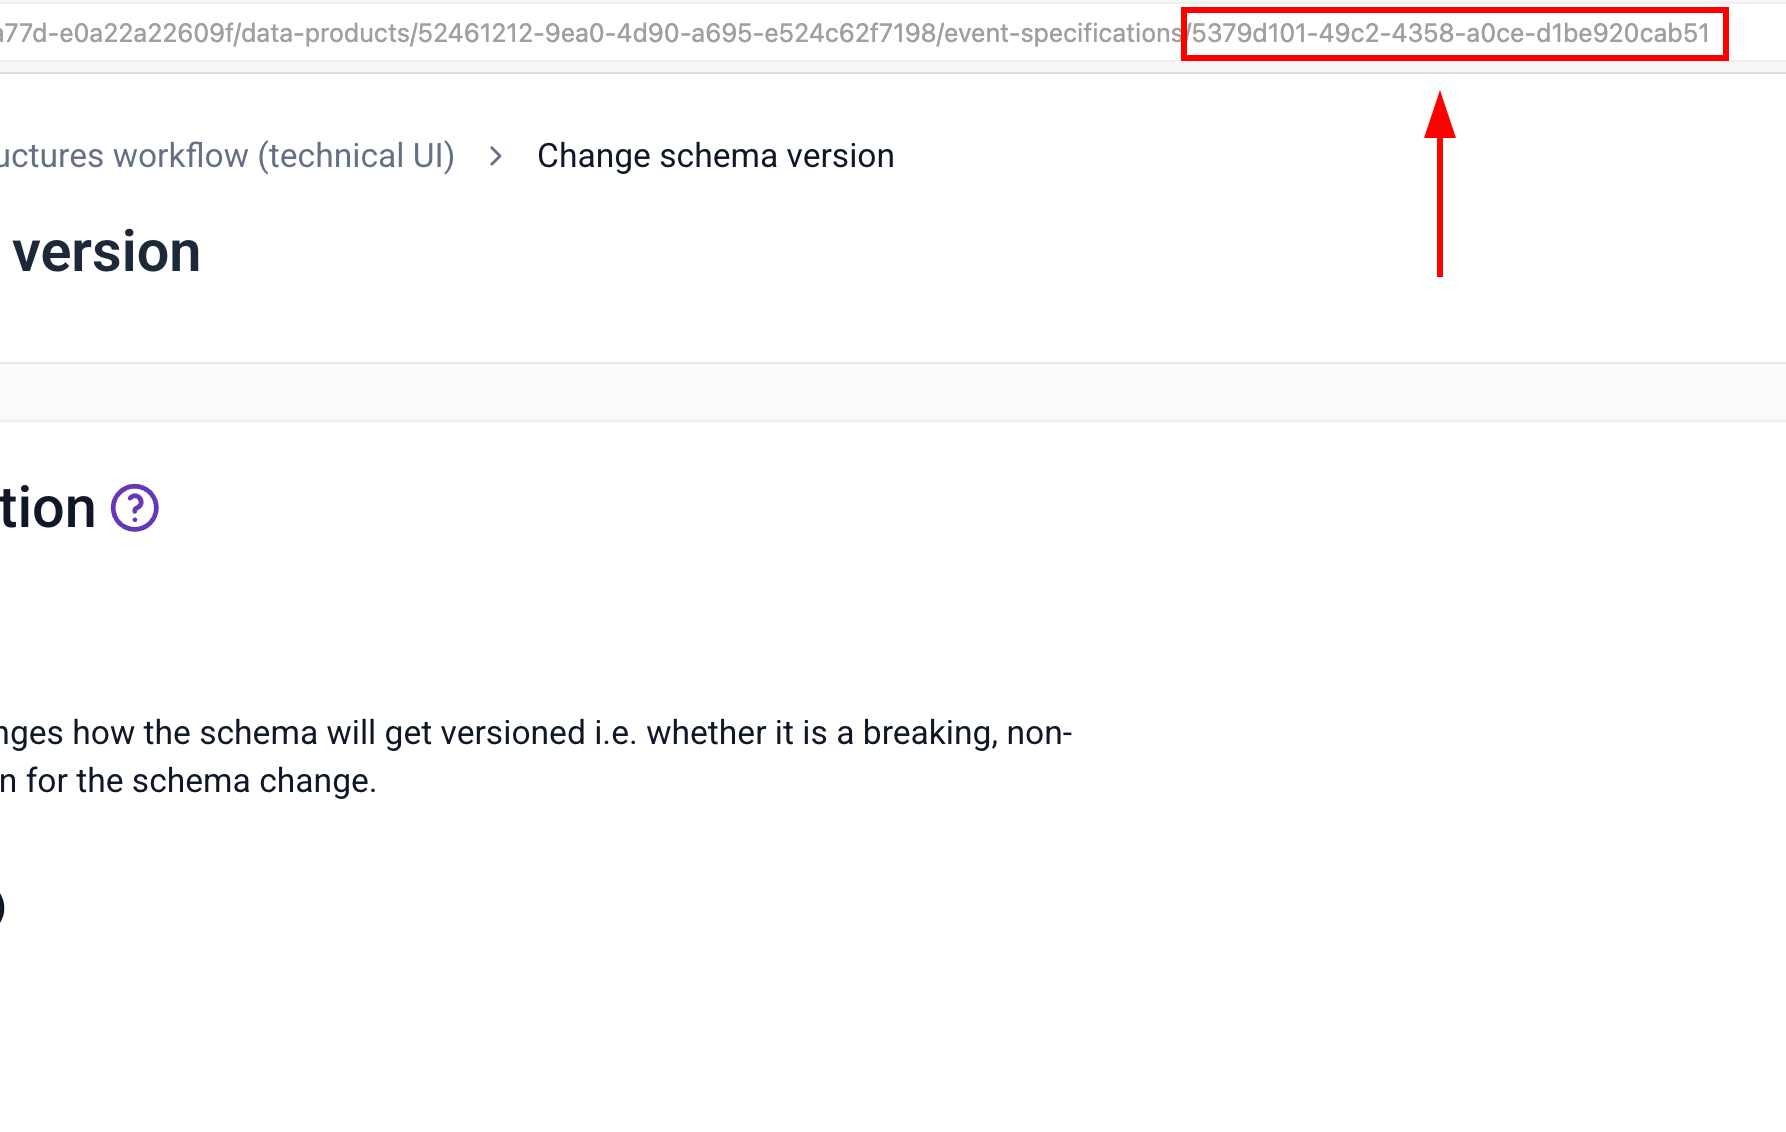 a77d-e0a22a22609f/data-products/52461212-9ea0-4d90-a695-e524c62f7198/event-specifications/5379d101-49c2-4358-a0ce-d1be920cab51
uctures workflow (technical UI) > Change schema version
version
tion ?
nges how the schema will get versioned i.e. whether it is a breaking, non-
n for the schema change.
)